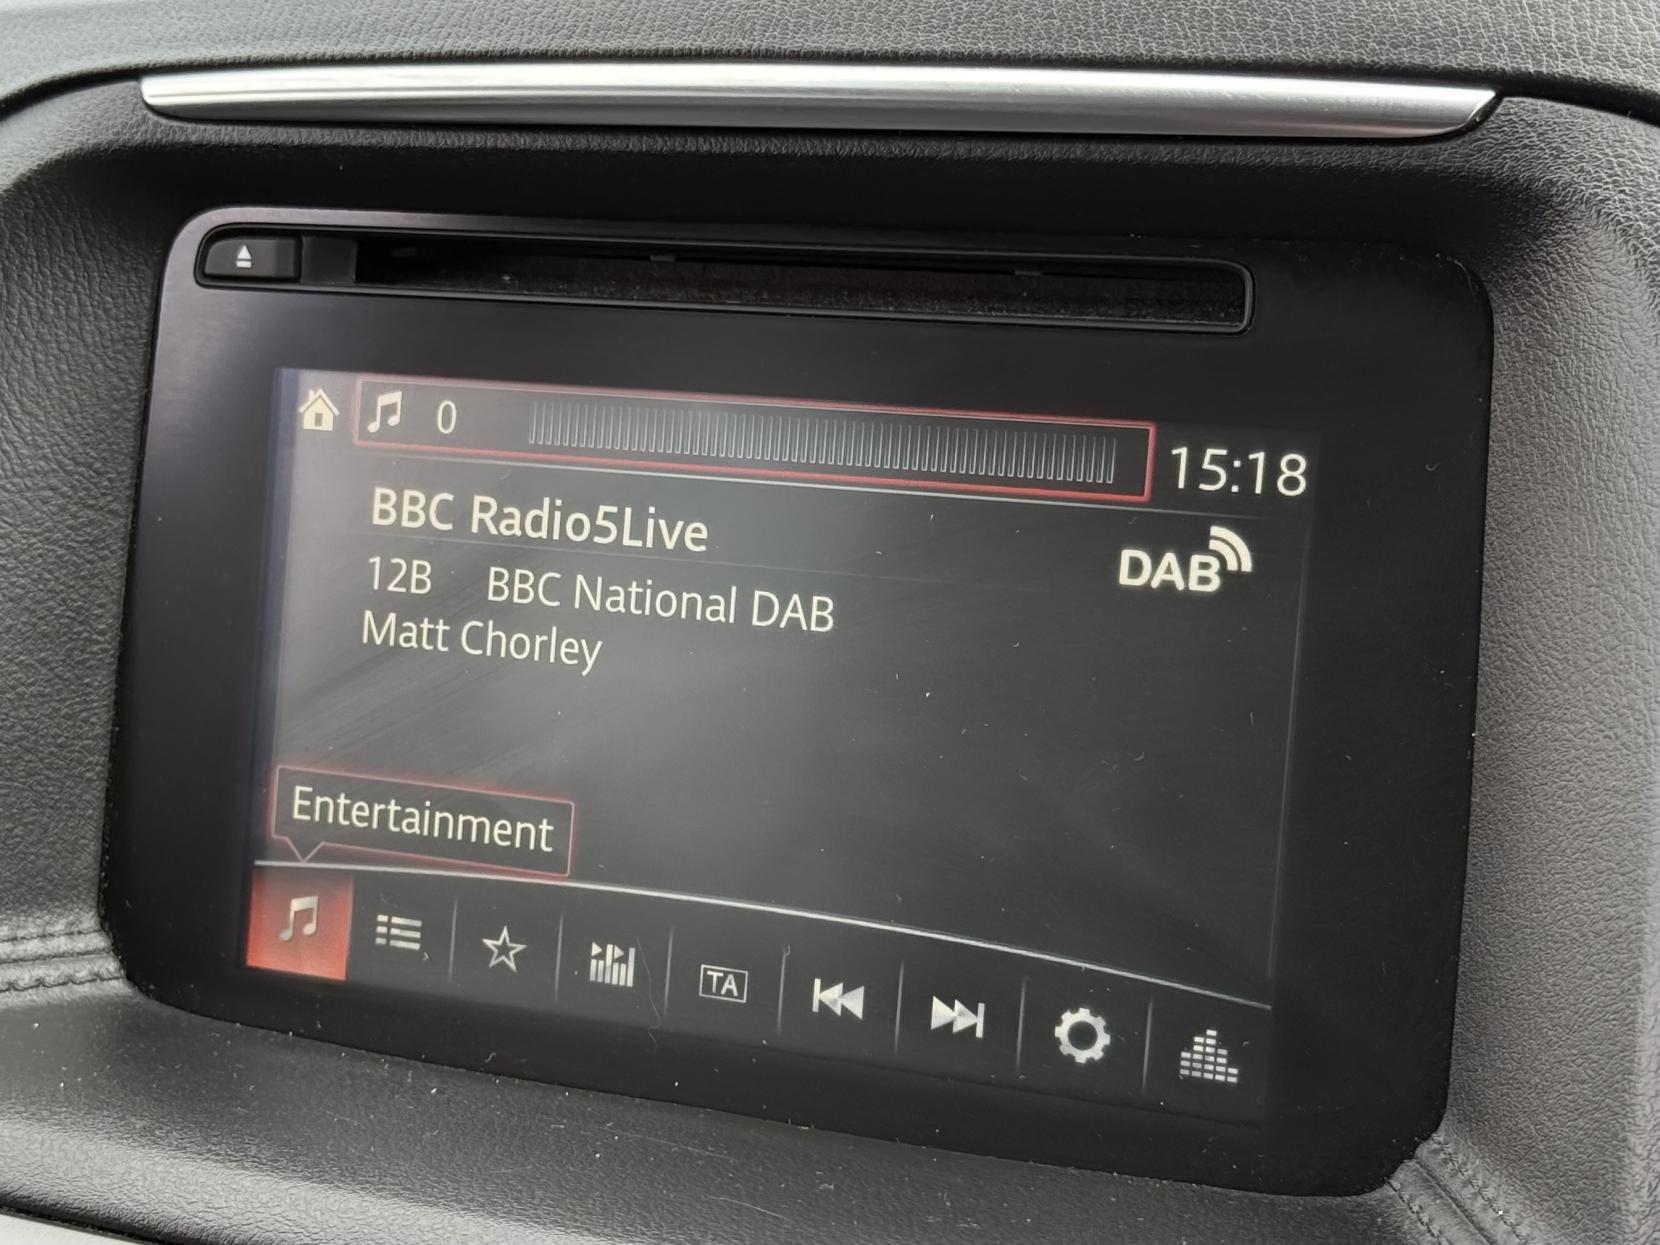 0
15:18
BBC Radio5Live
DAB
12B BBC National DAB
Matt Chorley
Entertainment
TA